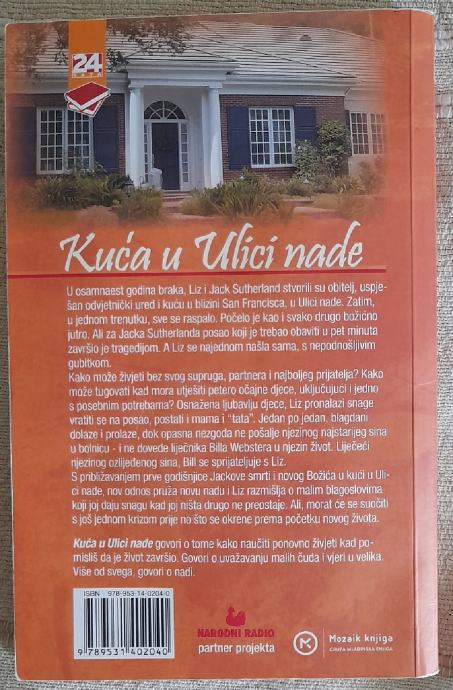 24
SATA
Kuća u Ulici nade
U osamnaest godina braka, Liz i Jack Sutherland stvorili su obitelj, uspje-
šan odvjetnički ured i kuću u blizini San Francisca, u Ulici nade. Zatim,
u jednom trenutku, sve se raspalo. Počelo je kao i svako drugo božićno
jutro. Ali za Jacka Sutherlanda posao koji je trebao obaviti u pet minuta
završio je tragedijom. A Liz se najednom našla sama, s nepodnošljivim
gubitkom.
Kako može živjeti bez svog supruga, partnera i najboljeg prijatelja? Kako
može tugovati kad mora utješiti petero očajne djece, uključujući i jedno
s posebnim potrebama? Osnažena ljubavlju djece, Liz pronalazi snage
vratiti se na posao, postati i mama i “tata”. Jedan po jedan, blagdani
dolaze i prolaze, dok opasna nezgoda ne pošalje njezinog najstarijeg sina
u bolnicu - i ne dovede liječnika Billa Webstera u njezin život. Liječeći
njezinog ozlijeđenog sina, Bill se sprijateljuje s Liz.
S približavanjem prve godišnjice Jackove smrti i novog Božića u kući u Uli-
ci nade, nov odnos pruža novu nadu i Liz razmišlja o malim blagoslovima
koji joj daju snagu kad joj ništa drugo ne preostaje. Ali, morat će se suočiti
s još jednom krizom prije no što se okrene prema početku novog života.
Kuća u Ulici nade govori o tome kako naučiti ponovno živjeti kad po-
misliš da je život završio. Govori o uvažavanju malih čuda i vjeri u velika.
Više od svega, govori o nadi.
ISBN 978-953-14-0204-0
9 789531 402040
NARODNI RADIO
partner projekta
Mozaik knjiga
GRUPA MLADINSKA KNJIGA